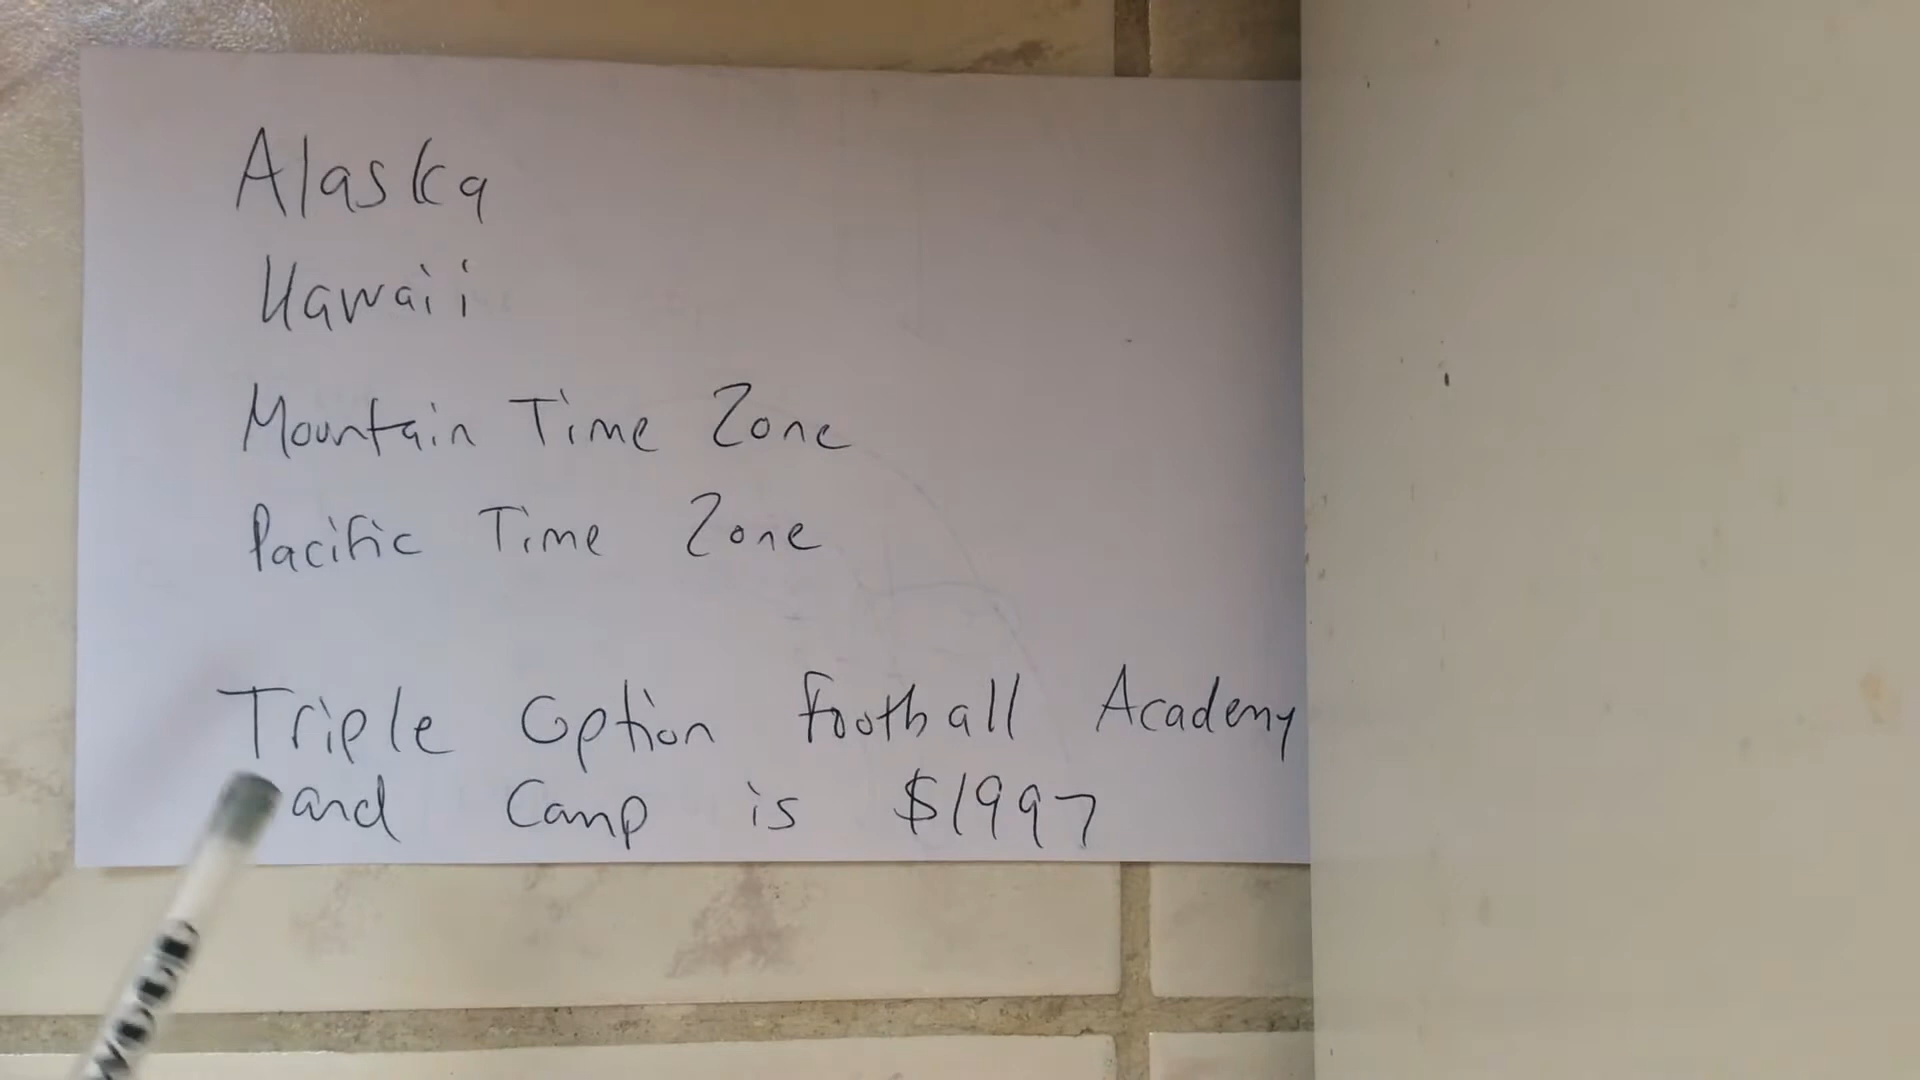 Alaska
Hawaii
Mountain Time Zone
Pacific Time Zone
Triple Option Football Academy
and Camp is $1997